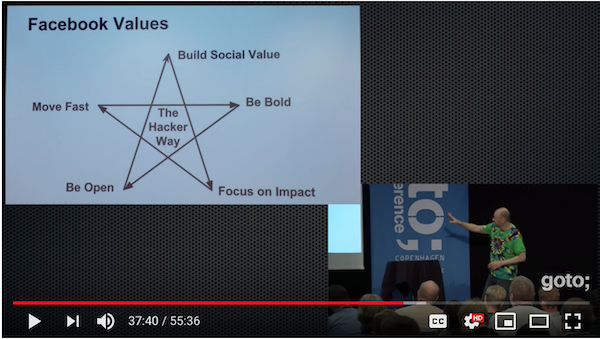 Facebook Values
Build Social Value
Move Fast
The
Hacker
Way
Be Bold
Be Open
Focus on Impact
to;
erence
COPENHAGEN
goto;
37:40 / 55:36
CC
HD